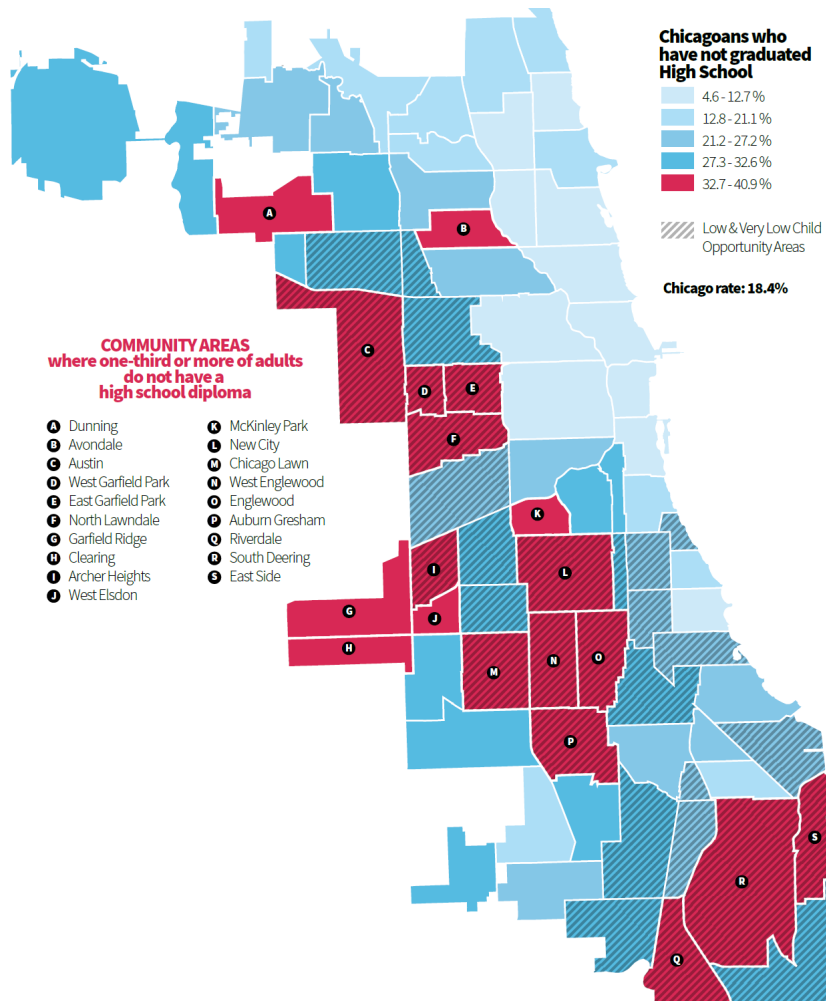 Chicagoans who
have not graduated
High School
4.6 - 12.7 %
12.8 - 21.1 %
21.2 - 27.2 %
27.3 - 32.6 %
32.7 - 40.9 %
Low & Very Low Child
Opportunity Areas
Chicago rate: 18.4%
COMMUNITY AREAS
where one-third or more of adults
do not have a
high school diploma
A Dunning
B Avondale
C Austin
D West Garfield Park
E East Garfield Park
F North Lawndale
G Garfield Ridge
H Clearing
I Archer Heights
J West Elsdon
K McKinley Park
L New City
M Chicago Lawn
N West Englewood
O Englewood
P Auburn Gresham
Q Riverdale
R South Deering
S East Side
A
B
C
D
E
F
K
I
L
G
J
H
N
O
M
P
S
R
Q